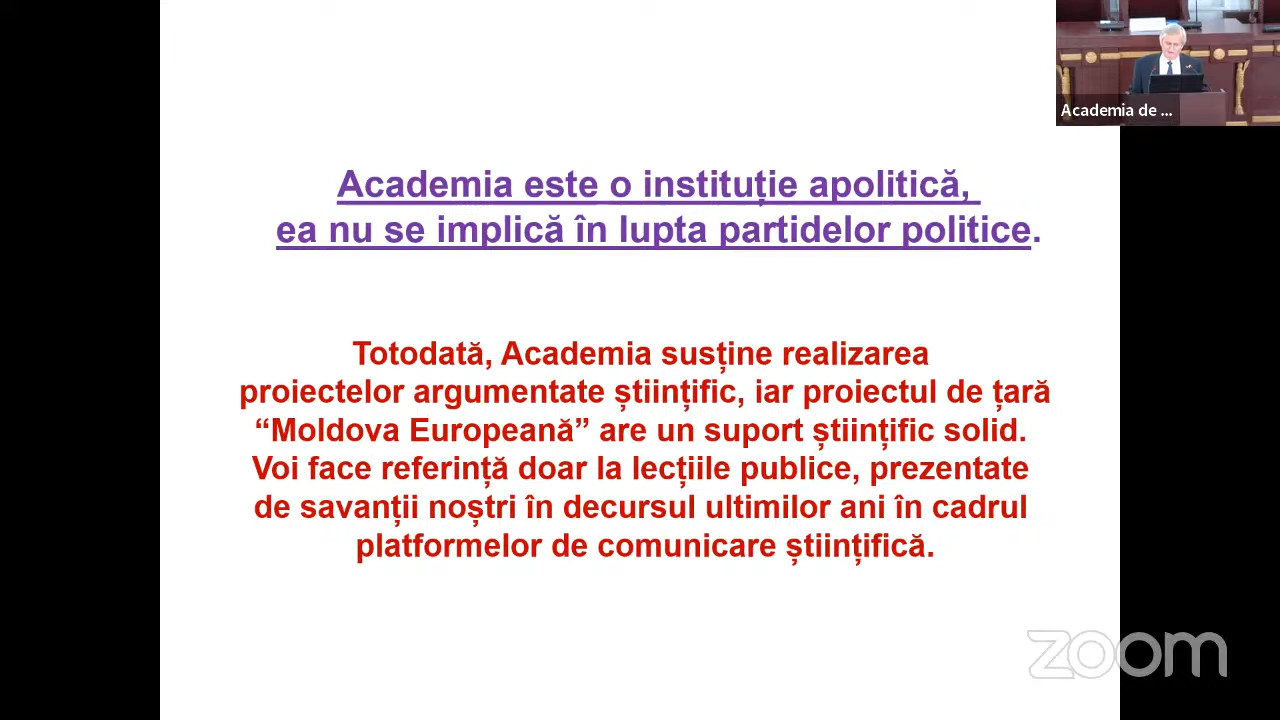 Academia de ...
Academia este o instituție apolitică,
ea nu se implică în lupta partidelor politice.
Totodată, Academia susține realizarea
proiectelor argumentate științific, iar proiectul de țară
“Moldova Europeană” are un suport științific solid.
Voi face referință doar la lecțiile publice, prezentate
de savanții noștri în decursul ultimilor ani în cadrul
platformelor de comunicare științifică.
zoom